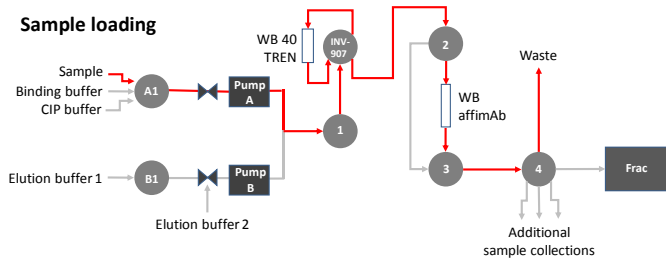 Sample loading
WB 40
TREN
INV-
907
2
Sample
Binding buffer
CIP buffer
A1
Pump
A
1
WB
affimAb
Waste
Elution buffer 1
B1
Pump
B
3
4
Frac
Elution buffer 2
Additional
sample collections